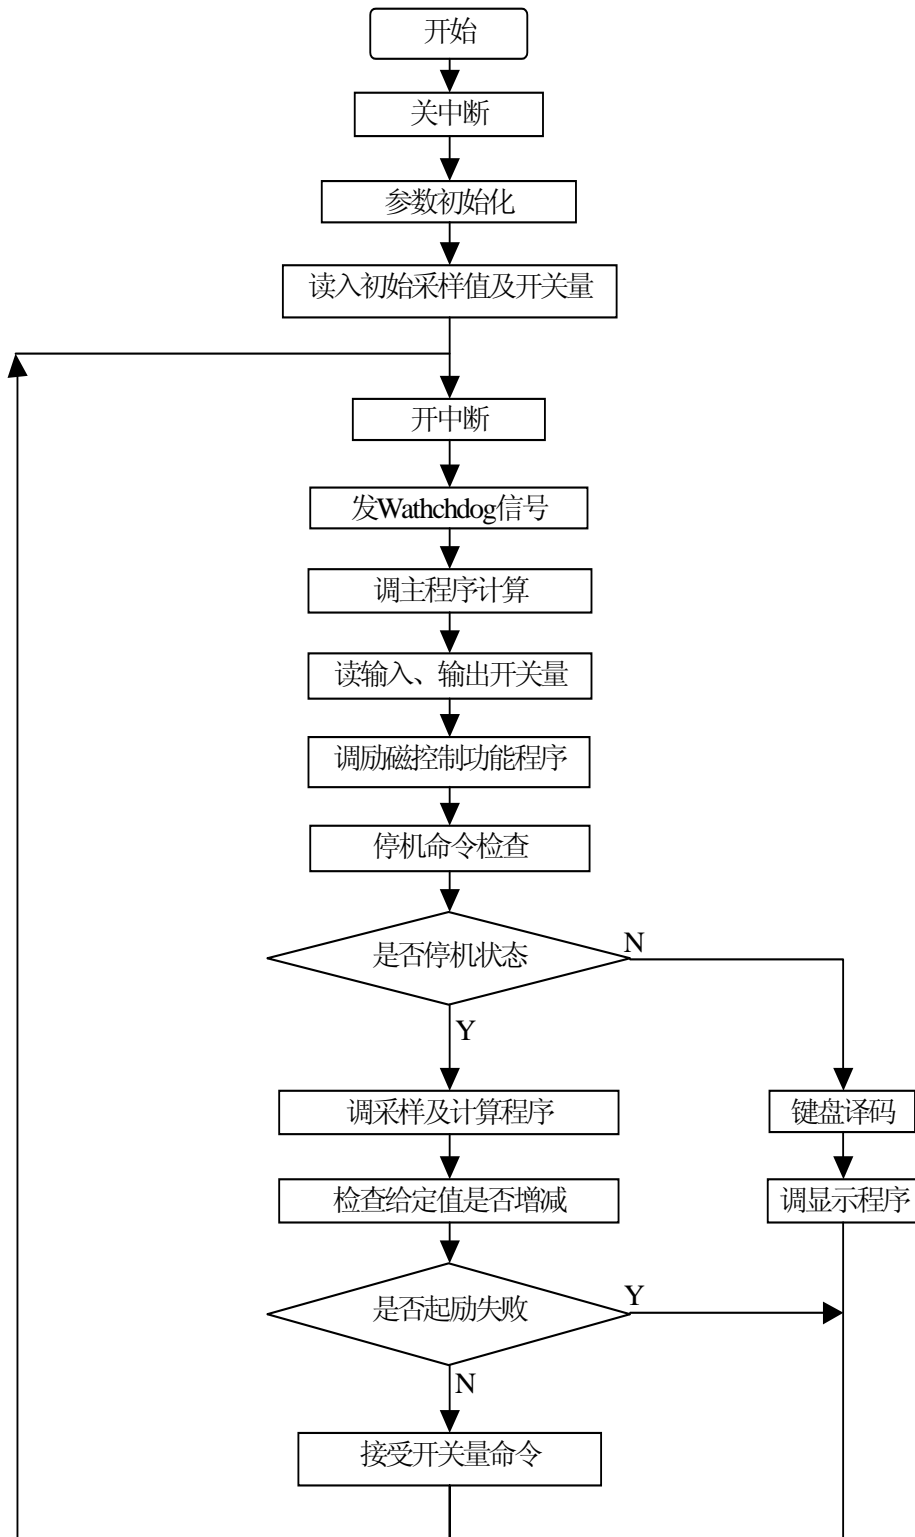 开始
关中断
参数初始化
读入初始采样值及开关量
开中断
发Wathchdog信号
调主程序计算
读输入、输出开关量
调励磁控制功能程序
停机命令检查
是否停机状态
N
Y
调采样及计算程序
键盘译码
检查给定值是否增减
调显示程序
是否起励失败
Y
N
接受开关量命令